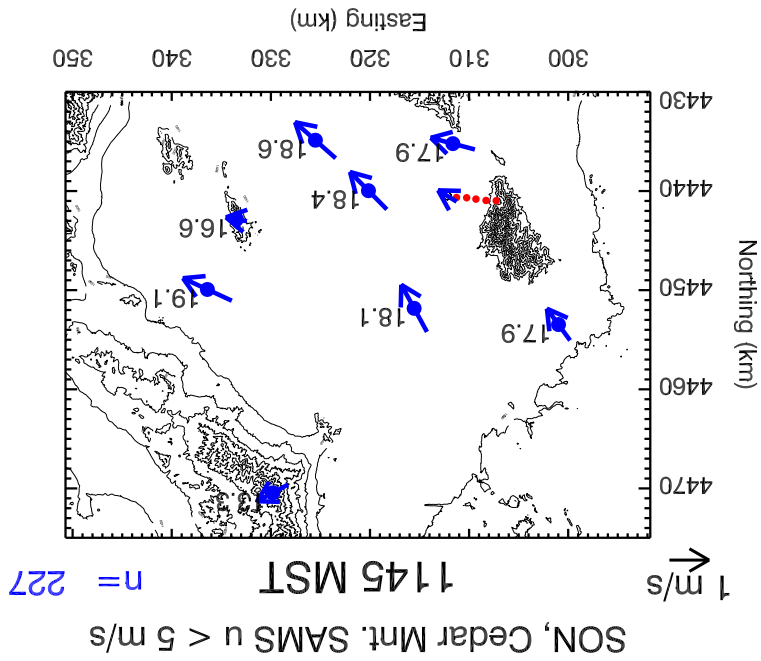 SON, Cedar Mnt. SAMS u < 5 m/s
1 m/s
1145 MST
n= 227
4470
4460
4450
4440
4430
Northing (km)
17.9
18.1
19.1
16.6
18.4
17.9
18.6
300 310 320 330 340 350
Easting (km)